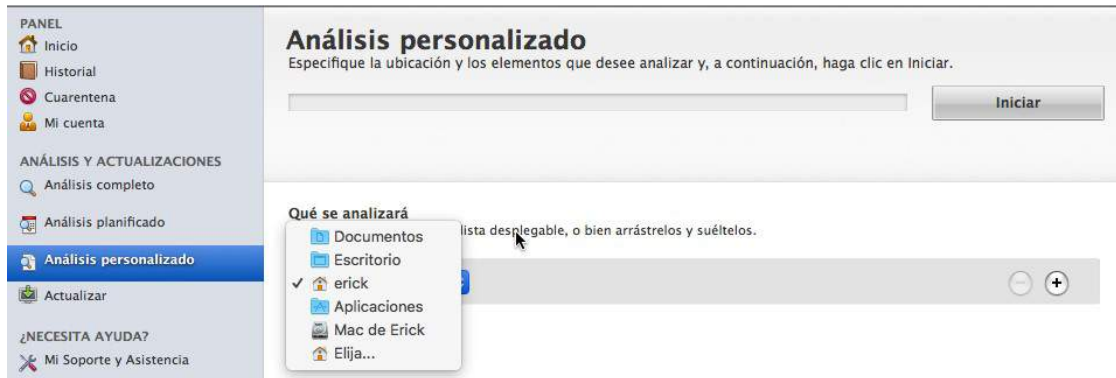 PANEL
Inicio
Historial
Cuarentena
Mi cuenta
ANÁLISIS Y ACTUALIZACIONES
Análisis completo
Análisis planificado
Análisis personalizado
Actualizar
¿NECESITA AYUDA?
Mi Soporte y Asistencia
Análisis personalizado
Especifique la ubicación y los elementos que desee analizar y, a continuación, haga clic en Iniciar.
Iniciar
Qué se analizará
lista desplegable, o bien arrástrelos y suéltelos.
Documentos
Escritorio
erick
Aplicaciones
Mac de Erick
Elija...